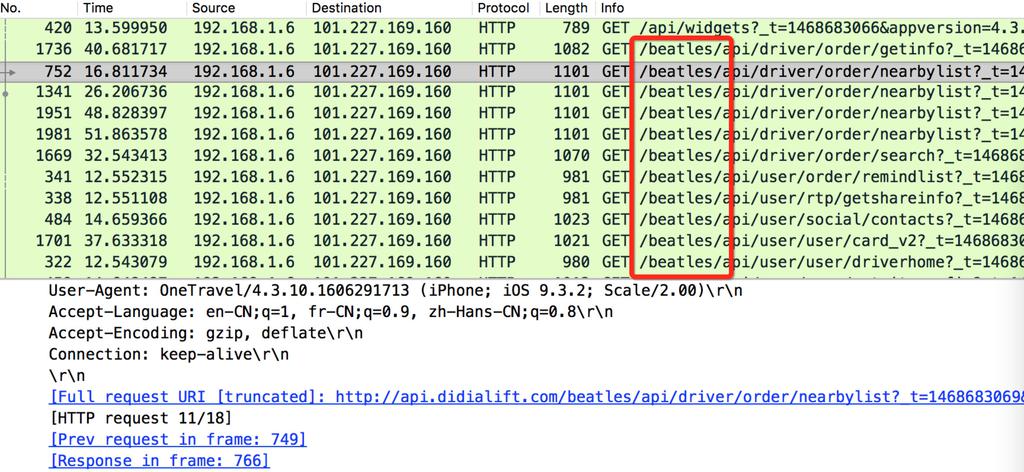 No. Time Source Destination Protocol Length Info
420 13.599950 192.168.1.6 101.227.169.160 HTTP 789 GET /api/widgets?_t=1468683066&appversion=4.3.
1736 40.681717 192.168.1.6 101.227.169.160 HTTP 1082 GET /beatles/api/driver/order/getinfo?_t=14686
752 16.811734 192.168.1.6 101.227.169.160 HTTP 1101 GET /beatles/api/driver/order/nearbylist?_t=14
1341 26.206736 192.168.1.6 101.227.169.160 HTTP 1101 GET /beatles/api/driver/order/nearbylist?_t=14
1951 48.828397 192.168.1.6 101.227.169.160 HTTP 1101 GET /beatles/api/driver/order/nearbylist?_t=14
1981 51.863578 192.168.1.6 101.227.169.160 HTTP 1101 GET /beatles/api/driver/order/nearbylist?_t=14
1669 32.543413 192.168.1.6 101.227.169.160 HTTP 1070 GET /beatles/api/driver/order/search?_t=146868
341 12.552315 192.168.1.6 101.227.169.160 HTTP 981 GET /beatles/api/user/order/remindlist?_t=1468
338 12.551108 192.168.1.6 101.227.169.160 HTTP 981 GET /beatles/api/user/rtp/getshareinfo?_t=1468
484 14.659366 192.168.1.6 101.227.169.160 HTTP 1023 GET /beatles/api/user/social/contacts?_t=14686
1701 37.633318 192.168.1.6 101.227.169.160 HTTP 1021 GET /beatles/api/user/user/card_v2?_t=14686830
322 12.543079 192.168.1.6 101.227.169.160 HTTP 980 GET /beatles/api/user/user/driverhome?_t=14686
User-Agent: OneTravel/4.3.10.1606291713 (iPhone; iOS 9.3.2; Scale/2.00)\r\n
Accept-Language: en-CN;q=1, fr-CN;q=0.9, zh-Hans-CN;q=0.8\r\n
Accept-Encoding: gzip, deflate\r\n
Connection: keep-alive\r\n
\r\n
[Full request URI [truncated]: http://api.didialift.com/beatles/api/driver/order/nearbylist?_t=1468683069&
[HTTP request 11/18]
[Prev request in frame: 749]
[Response in frame: 766]